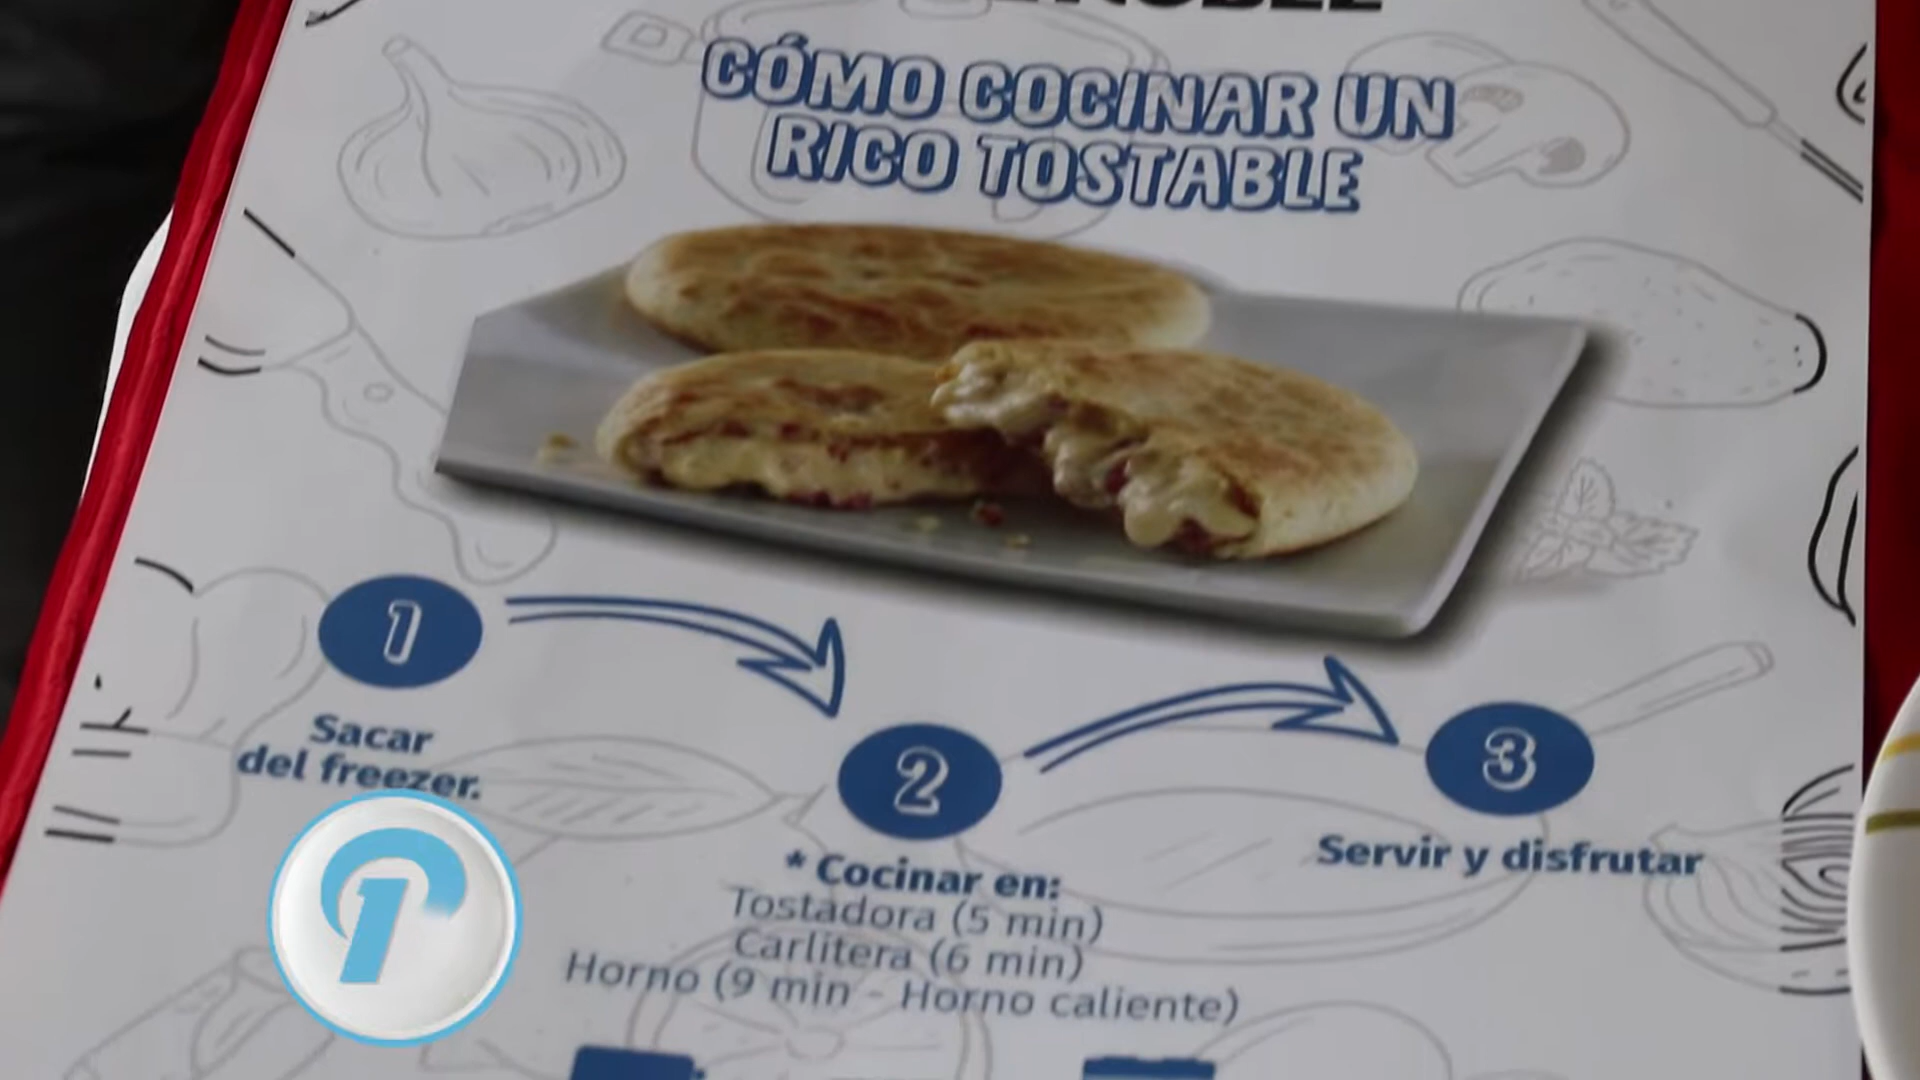 CÓMO COCINAR UN
RICO TOSTABLE
1
Sacar
del freezer.
2
* Cocinar en:
Tostadora (5 min)
Carlitera (6 min)
Horno (9 min - Horno caliente)
3
Servir y disfrutar